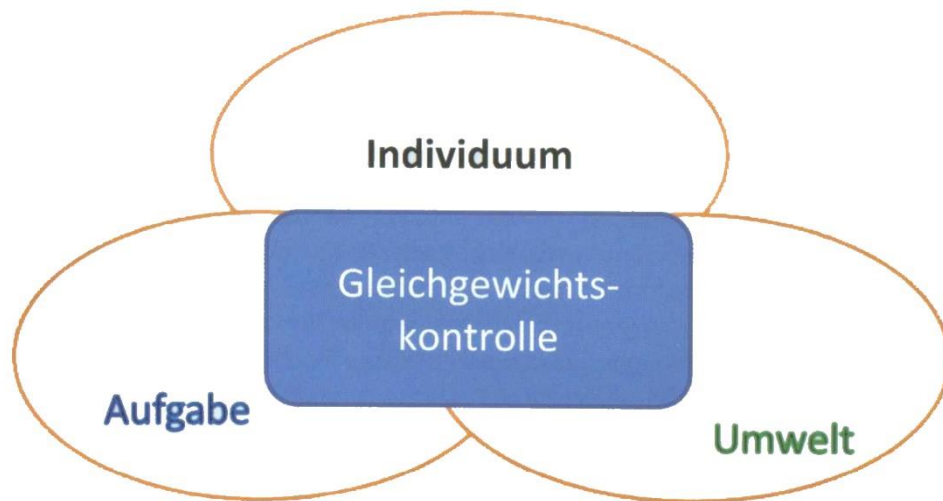 Individuum
Gleichgewichts-
kontrolle
Aufgabe
Umwelt